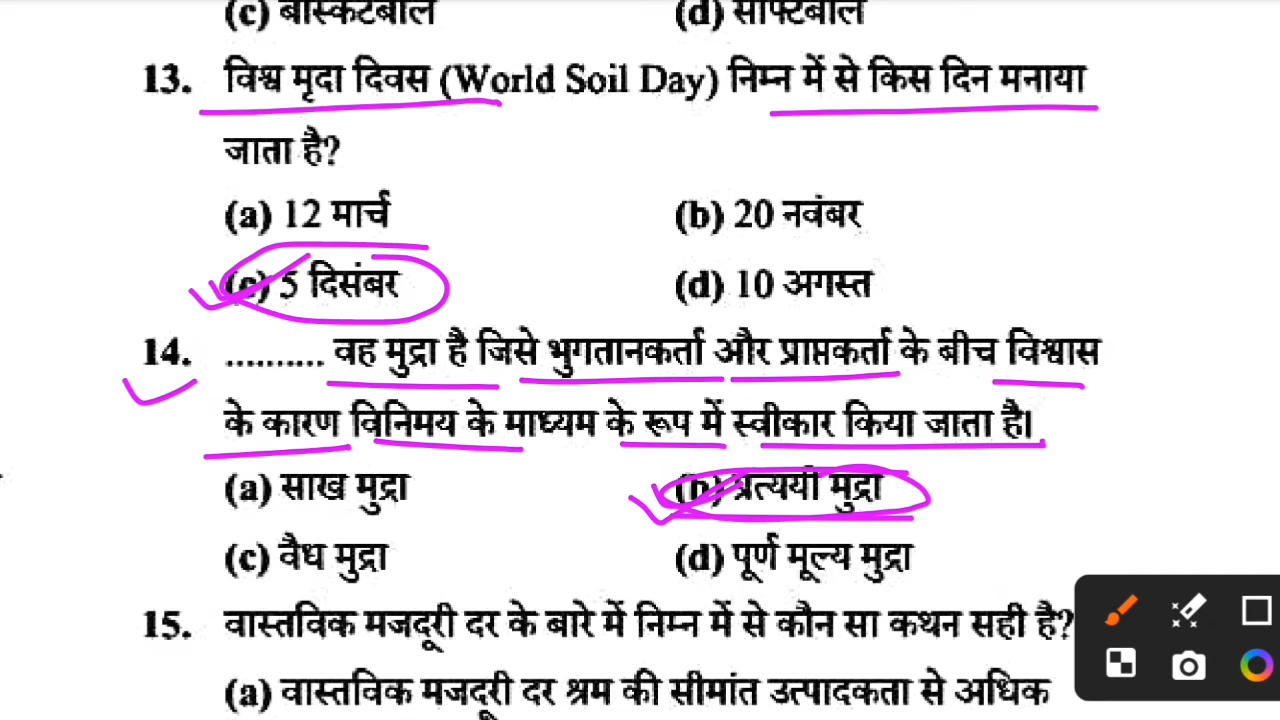 (c) बास्केटबॉल (d) सॉफ्टबॉल
13. विश्व मृदा दिवस (World Soil Day) निम्न में से किस दिन मनाया
जाता है?
(a) 12 मार्च (b) 20 नवंबर
(c) 5 दिसंबर (d) 10 अगस्त
14. .......... वह मुद्रा है जिसे भुगतानकर्ता और प्राप्तकर्ता के बीच विश्वास
के कारण विनिमय के माध्यम के रूप में स्वीकार किया जाता है।
(a) साख मुद्रा (b) प्रत्ययी मुद्रा
(c) वैध मुद्रा (d) पूर्ण मूल्य मुद्रा
15. वास्तविक मजदूरी दर के बारे में निम्न में से कौन सा कथन सही है?
(a) वास्तविक मजदूरी दर श्रम की सीमांत उत्पादकता से अधिक